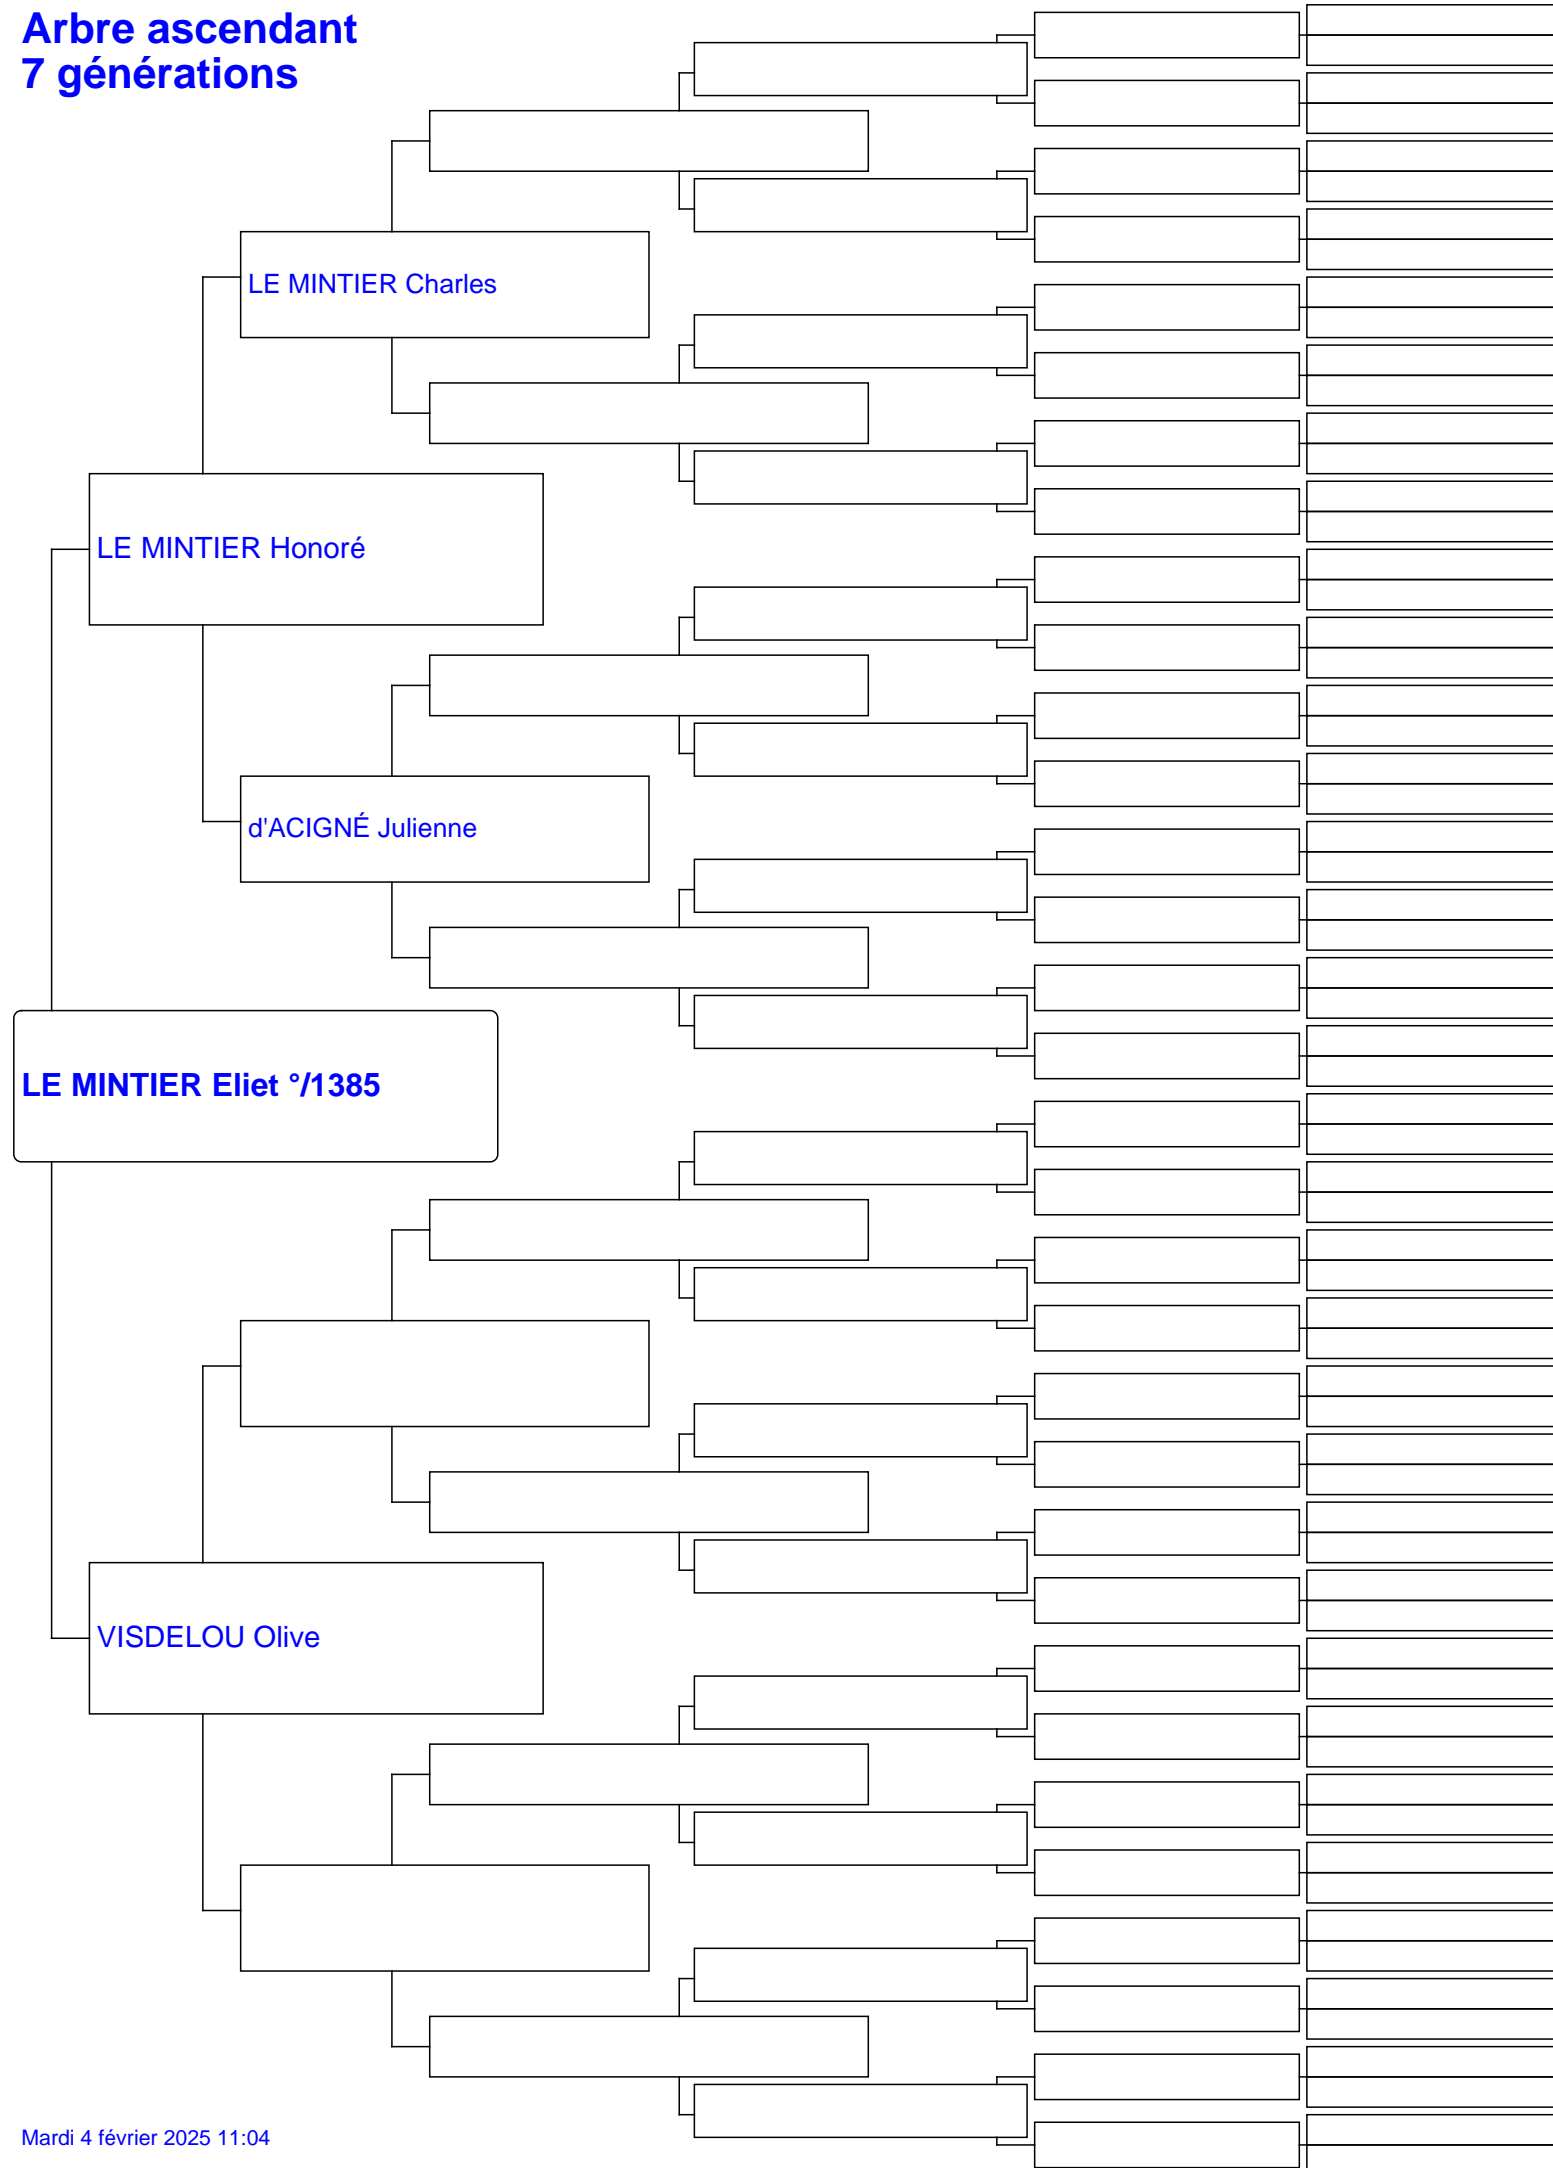 Arbre ascendant
7 générations
LE MINTIER Charles
LE MINTIER Honoré
d'ACIGNÉ Julienne
LE MINTIER Eliet °/1385
VISDELOU Olive
Mardi 4 février 2025 11:04